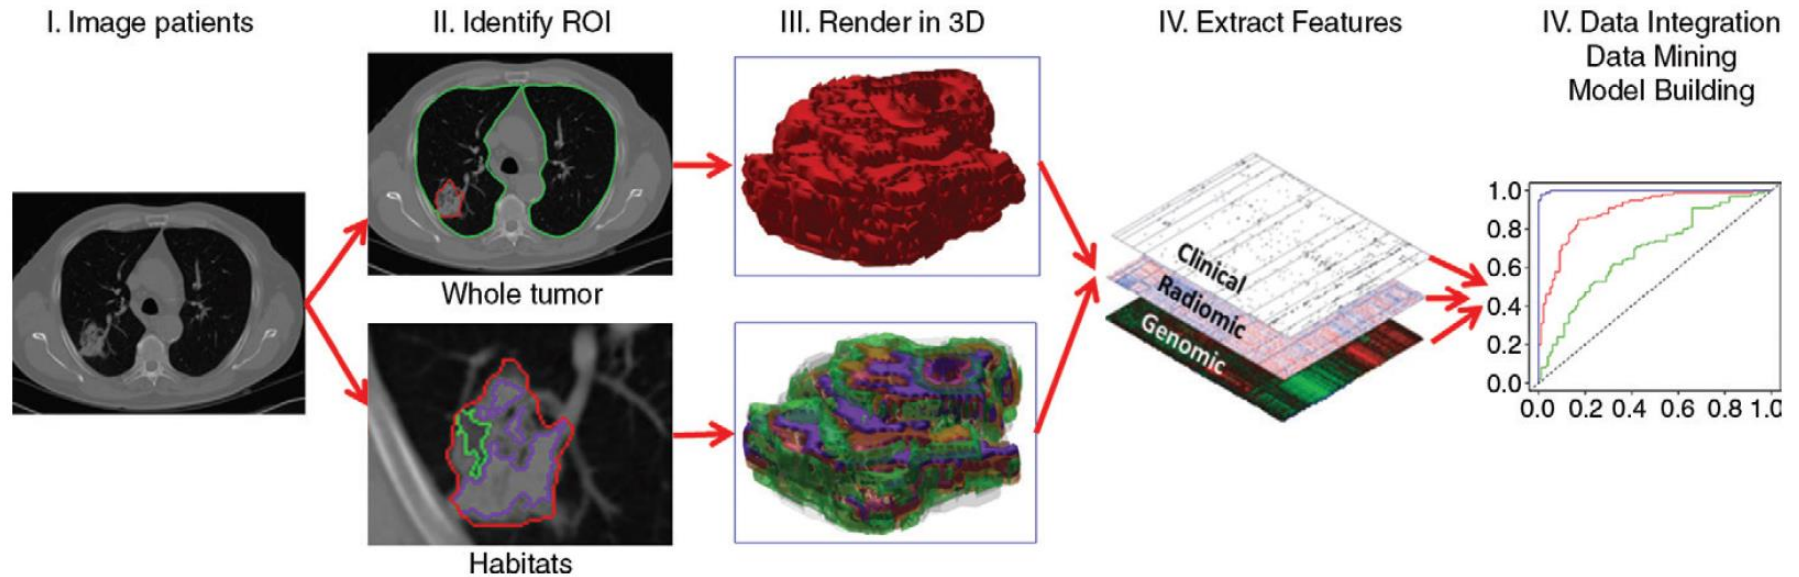 I. Image patients
II. Identify ROI
III. Render in 3D
IV. Extract Features
IV. Data Integration
Data Mining
Model Building
Whole tumor
Habitats
Clinical
Radiomic
Genomic
1.0
0.8
0.6
0.4
0.2
0.0
0.0 0.2 0.4 0.6 0.8 1.0